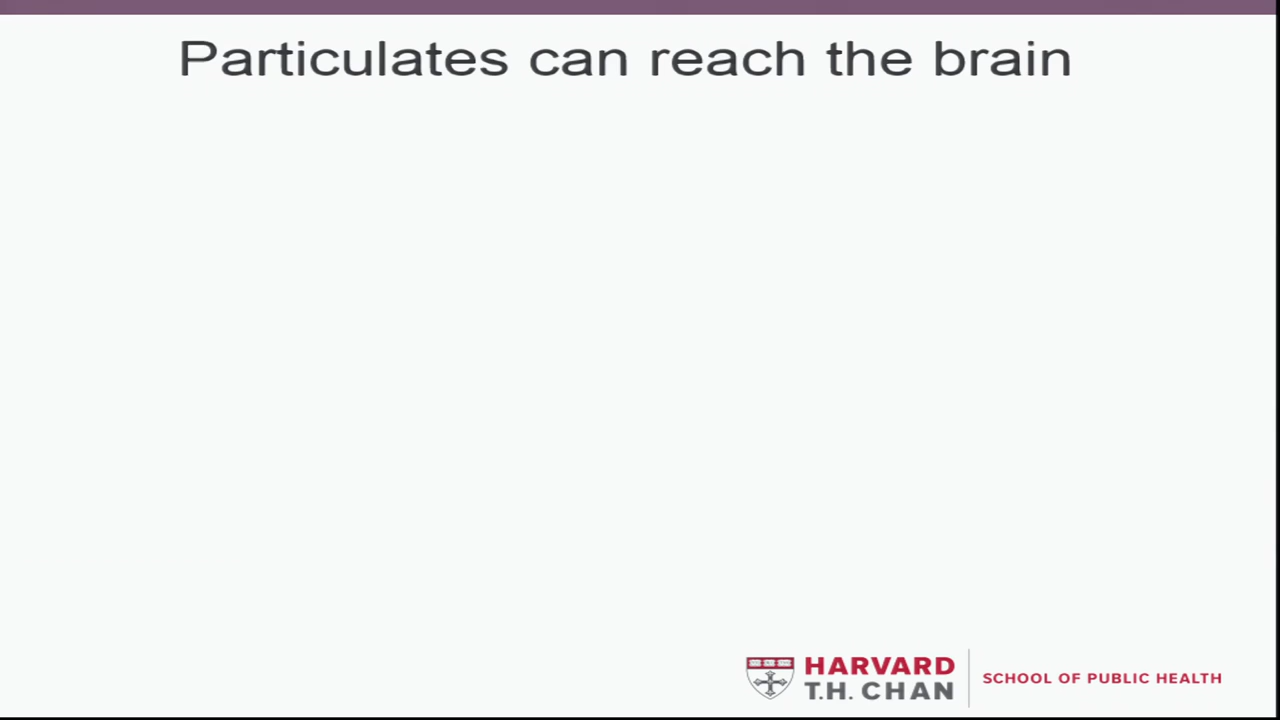 Particulates can reach the brain
HARVARD
T.H. CHAN
SCHOOL OF PUBLIC HEALTH